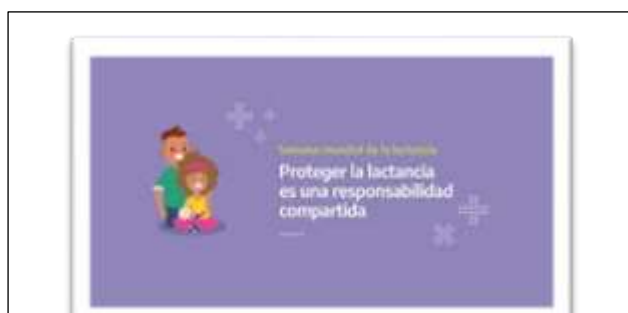 Semana mundial de la lactancia
Proteger la lactancia
es una responsabilidad
compartida